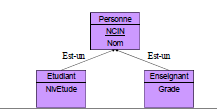 Personne
NCIN
Nom
Est-un Est-un
Etudiant Enseignant
NivEtude Grade